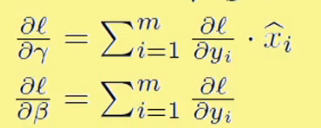 ∂ℓ/∂γ = ∑_{i=1}^{m} ∂ℓ/∂y_i · x̂_i
∂ℓ/∂β = ∑_{i=1}^{m} ∂ℓ/∂y_i